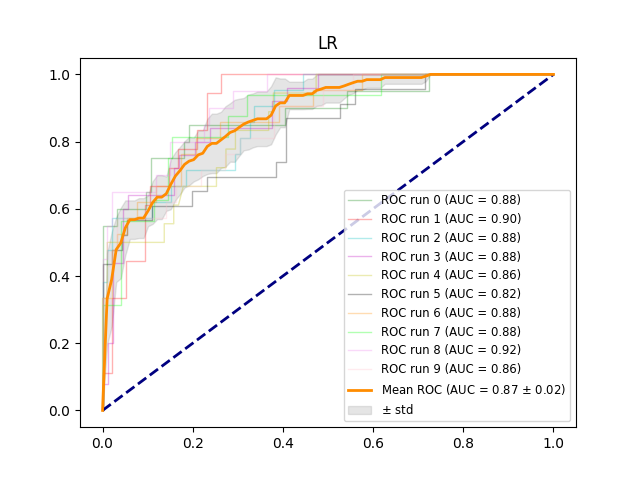 LR
1.0
0.8
0.6
0.4
0.2
0.0
0.0 0.2 0.4 0.6 0.8 1.0
ROC run 0 (AUC = 0.88)
ROC run 1 (AUC = 0.90)
ROC run 2 (AUC = 0.88)
ROC run 3 (AUC = 0.88)
ROC run 4 (AUC = 0.86)
ROC run 5 (AUC = 0.82)
ROC run 6 (AUC = 0.88)
ROC run 7 (AUC = 0.88)
ROC run 8 (AUC = 0.92)
ROC run 9 (AUC = 0.86)
Mean ROC (AUC = 0.87 ± 0.02)
± std